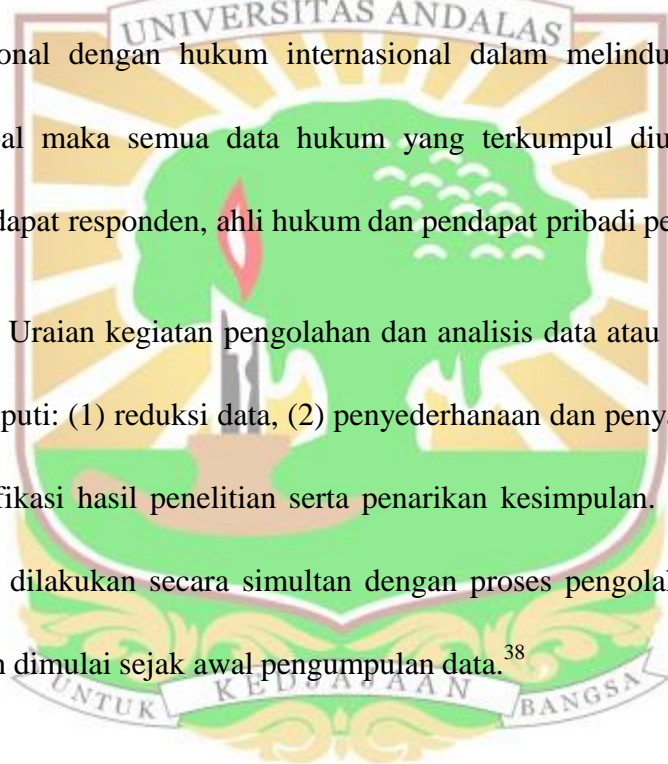 UNIVERSITAS ANDALAS
onal dengan hukum internasional dalam melindu
al maka semua data hukum yang terkumpul diu
dapat responden, ahli hukum dan pendapat pribadi pe
Uraian kegiatan pengolahan dan analisis data atau
puti: (1) reduksi data, (2) penyederhanaan dan penya
fikasi hasil penelitian serta penarikan kesimpulan.
dilakukan secara simultan dengan proses pengola
n dimulai sejak awal pengumpulan data.38
UNTUK KEDJAJAAN BANGSA